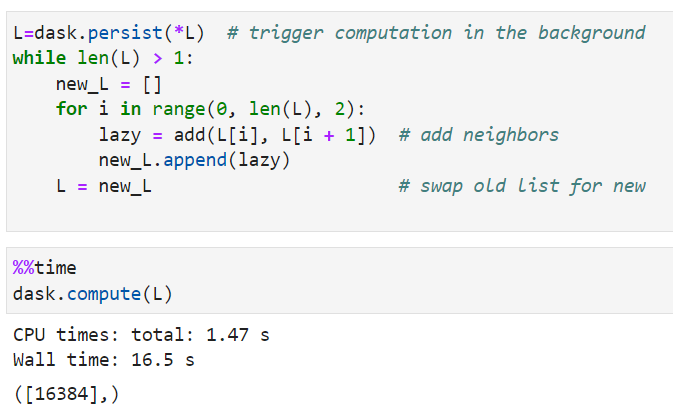 L=dask.persist(*L)  # trigger computation in the background
while len(L) > 1:
    new_L = []
    for i in range(0, len(L), 2):
        lazy = add(L[i], L[i + 1])  # add neighbors
        new_L.append(lazy)
    L = new_L                       # swap old list for new
%%time
dask.compute(L)
CPU times: total: 1.47 s
Wall time: 16.5 s
([16384],)